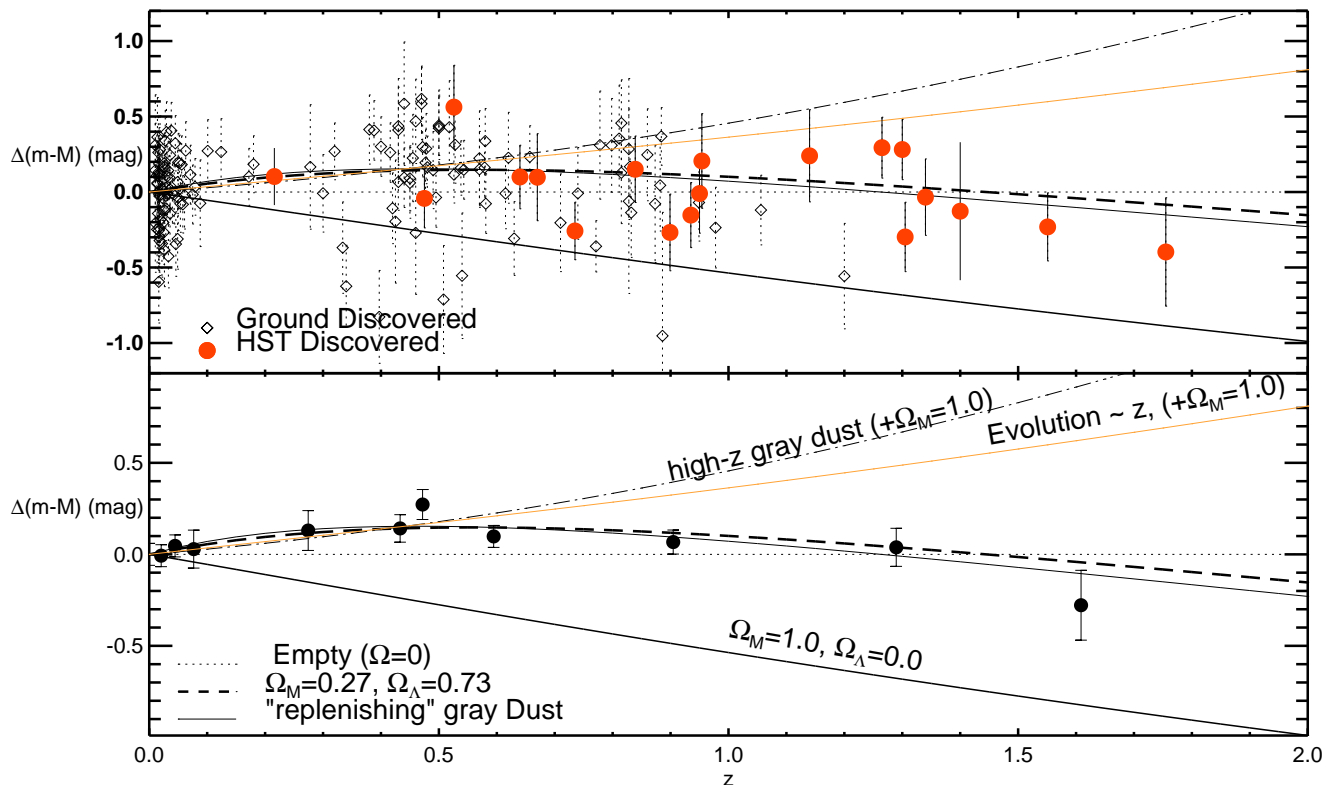 1.0
0.5
Δ(m-M) (mag)
0.0
-0.5
-1.0
Ground Discovered
HST Discovered
high-z gray dust (+Ω_M=1.0)
Evolution ~ z, (+Ω_M=1.0)
0.5
Δ(m-M) (mag)
0.0
-0.5
Ω_M=1.0, Ω_Λ=0.0
Empty (Ω=0)
Ω_M=0.27, Ω_Λ=0.73
"replenishing" gray Dust
0.0 0.5 1.0 1.5 2.0
z